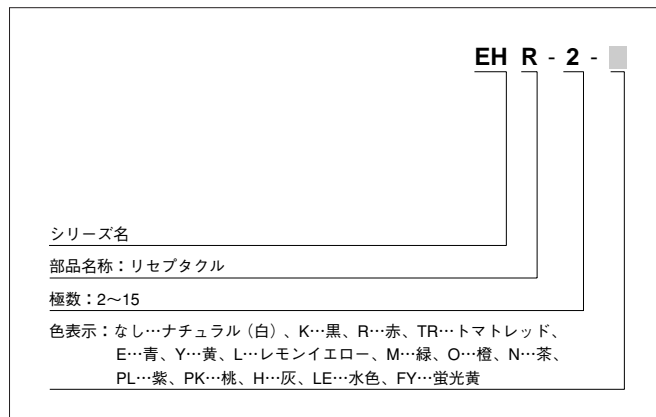 EH R - 2 -
シリーズ名
部品名称：リセプタクル
極数：2～15
色表示：なし…ナチュラル（白）、K…黒、R…赤、TR…トマトレッド、
E…青、Y…黄、L…レモンイエロー、M…緑、O…橙、N…茶、
PL…紫、PK…桃、H…灰、LE…水色、FY…蛍光黄